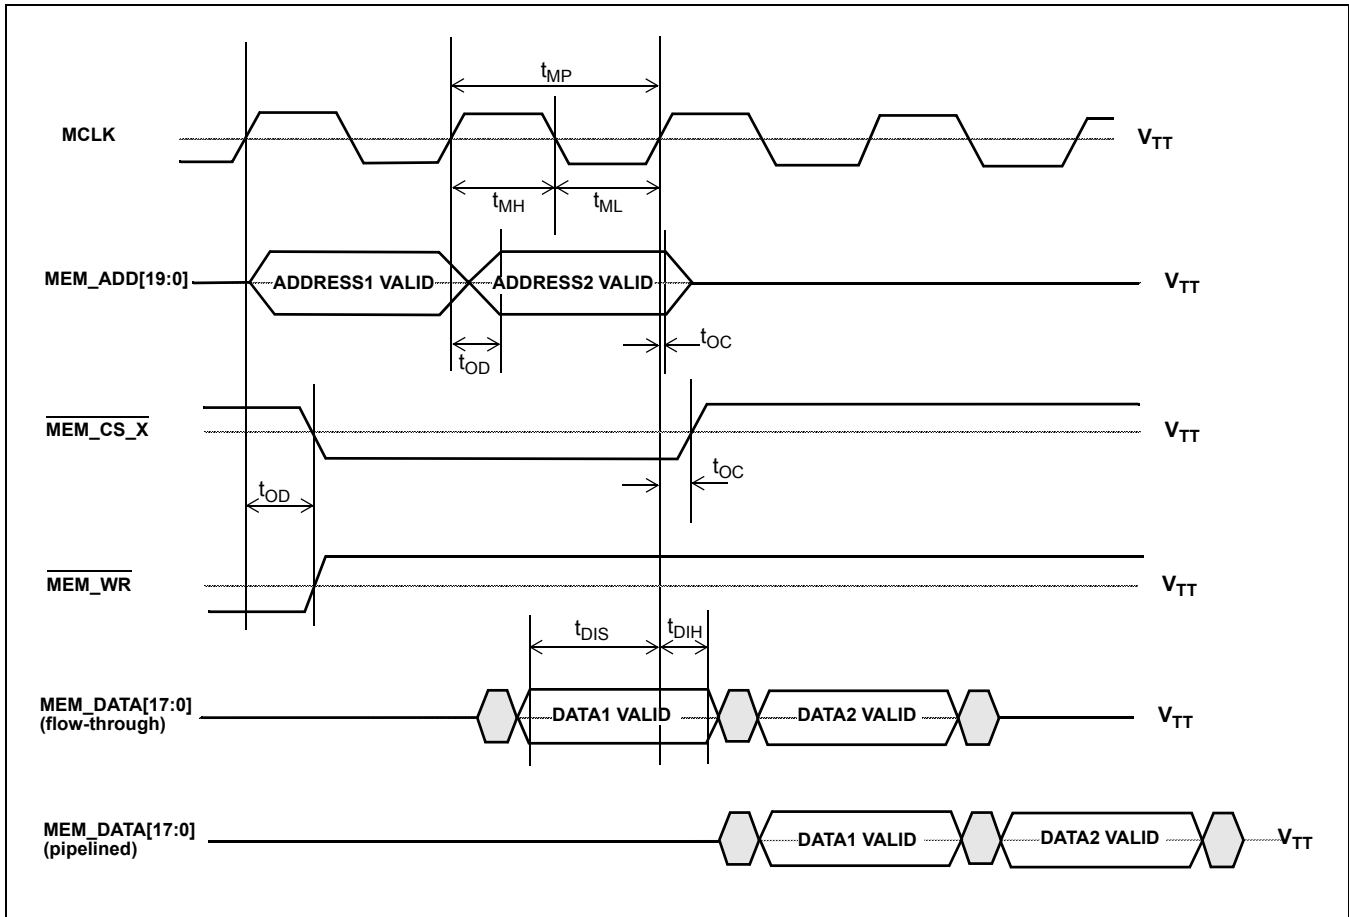 tMP
MCLK
VTT
tMH
tML
MEM_ADD[19:0]
ADDRESS1 VALID
ADDRESS2 VALID
VTT
tOD
tOC
MEM_CS_X
VTT
tOC
tOD
MEM_WR
VTT
tDIS
tDIH
MEM_DATA[17:0]
(flow-through)
DATA1 VALID
DATA2 VALID
VTT
MEM_DATA[17:0]
(pipelined)
DATA1 VALID
DATA2 VALID
VTT